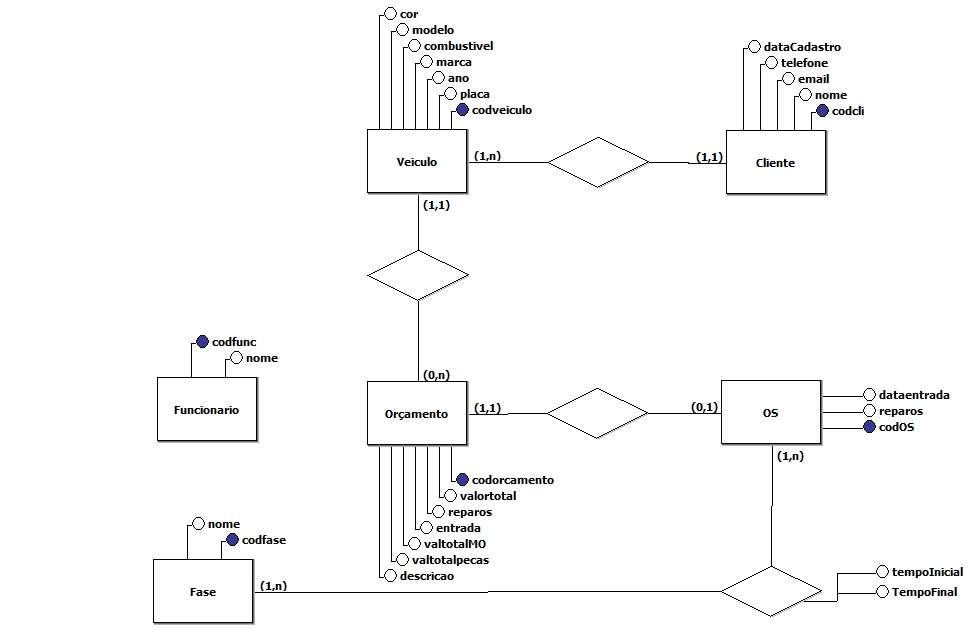 cor
modelo
combustivel
marca
ano
placa
codveiculo
dataCadastro
telefone
email
nome
codcli
Veiculo
(1,n)
(1,1)
Cliente
(1,1)
codfunc
nome
Funcionario
(0,n)
Orçamento
(1,1)
(0,1)
OS
dataentrada
reparos
codOS
(1,n)
codorcamento
valortotal
reparos
entrada
valtotalMO
valtotalpecas
descricao
nome
codfase
Fase
(1,n)
tempoInicial
TempoFinal